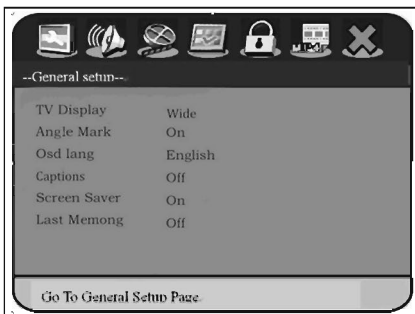 --General setup--
TV Display Wide
Angle Mark On
Osd lang English
Captions Off
Screen Saver On
Last Memong Off
Go To General Setup Page